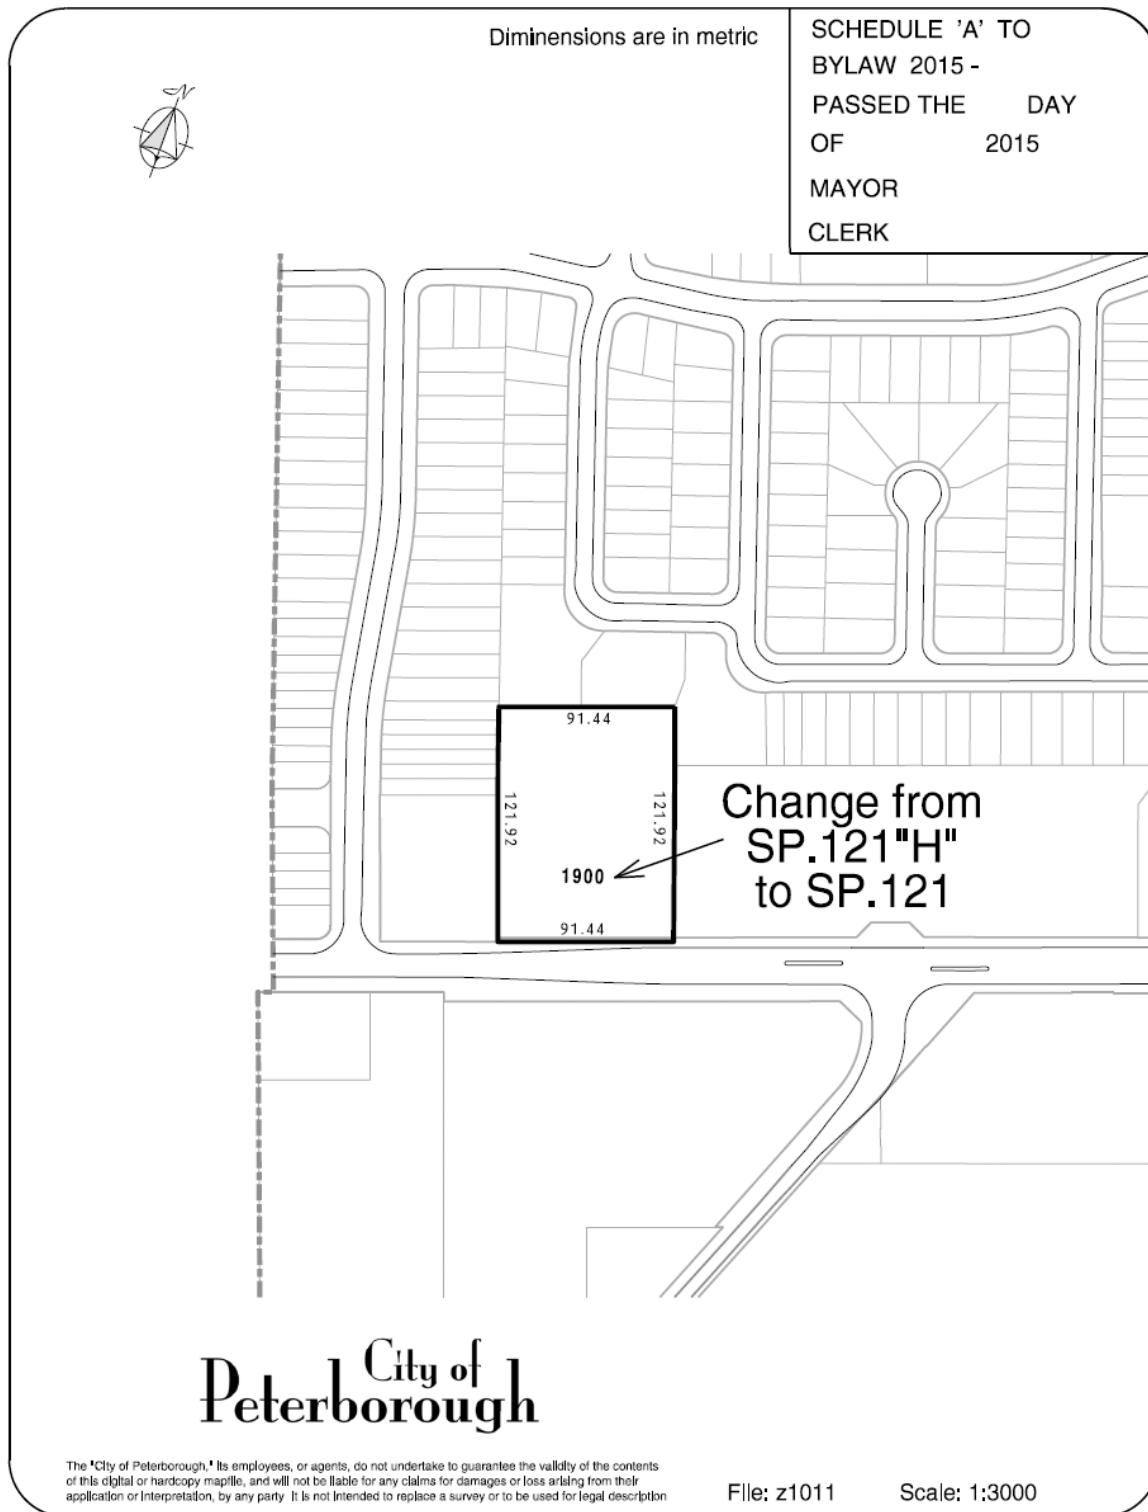 Diminensions are in metric
SCHEDULE 'A' TO
BYLAW 2015 -
PASSED THE DAY
OF 2015
MAYOR
CLERK
N
91.44
121.92
121.92
1900
91.44
Change from
SP.121"H"
to SP.121
City of
Peterborough
The "City of Peterborough," its employees, or agents, do not undertake to guarantee the validity of the contents
of this digital or hardcopy mapfile, and will not be liable for any claims for damages or loss arising from their
application or interpretation, by any party It is not intended to replace a survey or to be used for legal description
File: z1011 Scale: 1:3000